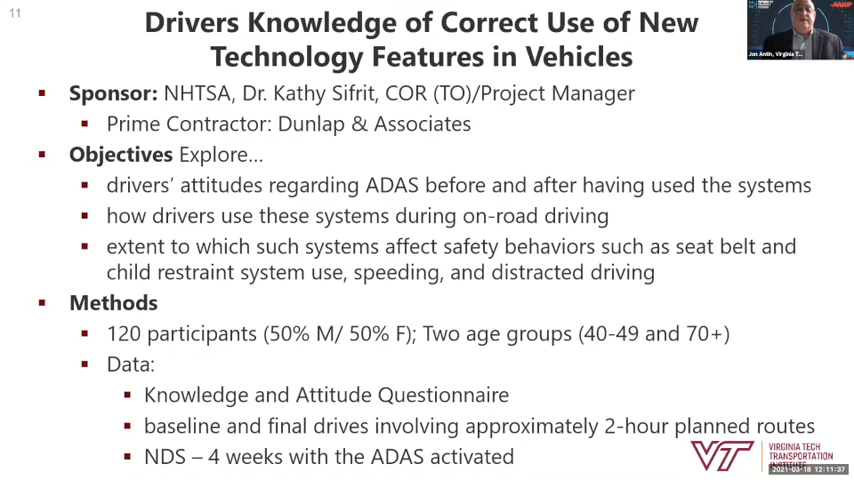 11
Drivers Knowledge of Correct Use of New
Technology Features in Vehicles
▪ Sponsor: NHTSA, Dr. Kathy Sifrit, COR (TO)/Project Manager
▪ Prime Contractor: Dunlap & Associates
▪ Objectives Explore…
▪ drivers’ attitudes regarding ADAS before and after having used the systems
▪ how drivers use these systems during on-road driving
▪ extent to which such systems affect safety behaviors such as seat belt and
child restraint system use, speeding, and distracted driving
▪ Methods
▪ 120 participants (50% M/ 50% F); Two age groups (40-49 and 70+)
▪ Data:
▪ Knowledge and Attitude Questionnaire
▪ baseline and final drives involving approximately 2-hour planned routes
▪ NDS – 4 weeks with the ADAS activated
AARP
Jon Antin, Virginia T...
VT
VIRGINIA TECH
TRANSPORTATION
INSTITUTE
2021-03-18 12:11:37